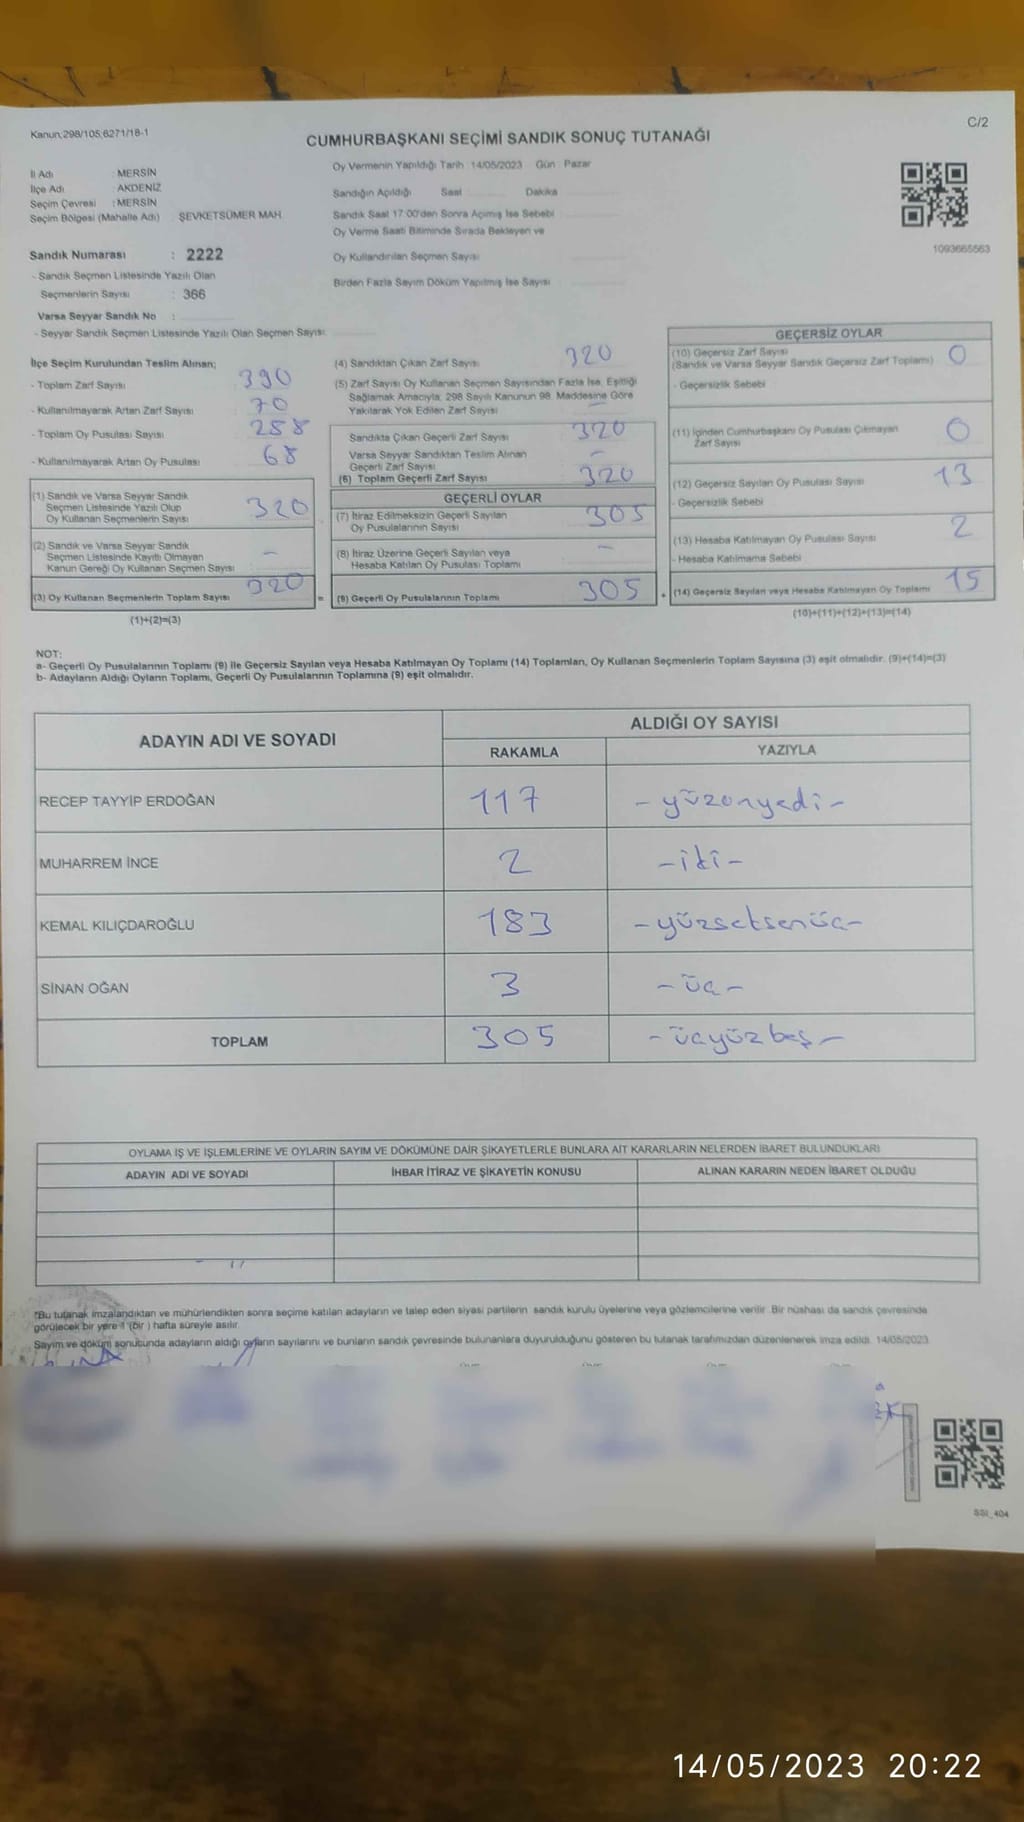 Kanun;298/105;6271/18-1
C/2
CUMHURBAŞKANI SEÇİMİ SANDIK SONUÇ TUTANAĞI
İl Adı : MERSİN
İlçe Adı : AKDENİZ
Seçim Çevresi : MERSİN
Seçim Bölgesi (Mahalle Adı) ŞEVKETSÜMER MAH.
Oy Vermenin Yapıldığı Tarih : 14/05/2023 Gün : Pazar
Sandığın Açıldığı Saat Dakika
Sandık Saat 17:00'den Sonra Açılmış İse Sebebi
Oy Verme Saati Bitiminde Sırada Bekleyen ve
Oy Kullandırılan Seçmen Sayısı
Birden Fazla Sayım Döküm Yapılmış İse Sayısı
1093665563
Sandık Numarası : 2222
- Sandık Seçmen Listesinde Yazılı Olan
Seçmenlerin Sayısı : 366
Varsa Seyyar Sandık No :
- Seyyar Sandık Seçmen Listesinde Yazılı Olan Seçmen Sayısı:
İlçe Seçim Kurulundan Teslim Alınan;
- Toplam Zarf Sayısı 390
- Kullanılmayarak Artan Zarf Sayısı 70
- Toplam Oy Pusulası Sayısı 258
- Kullanılmayarak Artan Oy Pusulası 68
(1) Sandık ve Varsa Seyyar Sandık
Seçmen Listesinde Yazılı Olup
Oy Kullanan Seçmenlerin Sayısı 320
(2) Sandık ve Varsa Seyyar Sandık
Seçmen Listesinde Kayıtlı Olmayan
Kanun Gereği Oy Kullanan Seçmen Sayısı -
(3) Oy Kullanan Seçmenlerin Toplam Sayısı 320
(1)+(2)=(3)
(4) Sandıktan Çıkan Zarf Sayısı 320
(5) Zarf Sayısı Oy Kullanan Seçmen Sayısından Fazla İse, Eşitliği
Sağlamak Amacıyla, 298 Sayılı Kanunun 98. Maddesine Göre
Yakılarak Yok Edilen Zarf Sayısı -
Sandıkta Çıkan Geçerli Zarf Sayısı 320
Varsa Seyyar Sandıktan Teslim Alınan
Geçerli Zarf Sayısı -
(6) Toplam Geçerli Zarf Sayısı 320
GEÇERLİ OYLAR
(7) İtiraz Edilmeksizin Geçerli Sayılan
Oy Pusulalarının Sayısı 305
(8) İtiraz Üzerine Geçerli Sayılan veya
Hesaba Katılan Oy Pusulası Toplamı -
= (9) Geçerli Oy Pusulalarının Toplamı 305
GEÇERSİZ OYLAR
(10) Geçersiz Zarf Sayısı 0
(Sandık ve Varsa Seyyar Sandık Geçersiz Zarf Toplamı)
- Geçersizlik Sebebi
(11) İçinden Cumhurbaşkanı Oy Pusulası Çıkmayan 0
Zarf Sayısı
(12) Geçersiz Sayılan Oy Pusulası Sayısı 13
- Geçersizlik Sebebi
(13) Hesaba Katılmayan Oy Pusulası Sayısı 2
- Hesaba Katılmama Sebebi
+ (14) Geçersiz Sayılan veya Hesaba Katılmayan Oy Toplamı 15
(10)+(11)+(12)+(13)=(14)
NOT:
a- Geçerli Oy Pusulalarının Toplamı (9) ile Geçersiz Sayılan veya Hesaba Katılmayan Oy Toplamı (14) Toplamları, Oy Kullanan Seçmenlerin Toplam Sayısına (3) eşit olmalıdır. (9)+(14)=(3)
b- Adayların Aldığı Oyların Toplamı, Geçerli Oy Pusulalarının Toplamına (9) eşit olmalıdır.
ADAYIN ADI VE SOYADI ALDIĞI OY SAYISI
RAKAMLA YAZIYLA
RECEP TAYYİP ERDOĞAN 117 -yüzonyedi-
MUHARREM İNCE 2 -iki-
KEMAL KILIÇDAROĞLU 183 -yüzseksenüç-
SİNAN OĞAN 3 -üç-
TOPLAM 305 -üçyüzbeş-
OYLAMA İŞ VE İŞLEMLERİNE VE OYLARIN SAYIM VE DÖKÜMÜNE DAİR ŞİKAYETLERLE BUNLARA AİT KARARLARIN NELERDEN İBARET BULUNDUKLARI
ADAYIN ADI VE SOYADI İHBAR İTİRAZ VE ŞİKAYETİN KONUSU ALINAN KARARIN NEDEN İBARET OLDUĞU
*Bu tutanak imzalandıktan ve mühürlendikten sonra seçime katılan adayların ve talep eden siyasi partilerin sandık kurulu üyelerine veya gözlemcilerine verilir. Bir nüshası da sandık çevresinde
görülecek bir yere 1 (bir ) hafta süreyle asılır.
Sayım ve döküm sonucunda adayların aldığı oyların sayılarını ve bunların sandık çevresinde bulunanlara duyurulduğunu gösteren bu tutanak tarafımızdan düzenlenerek imza edildi. 14/05/2023
SSI_404
14/05/2023 20:22